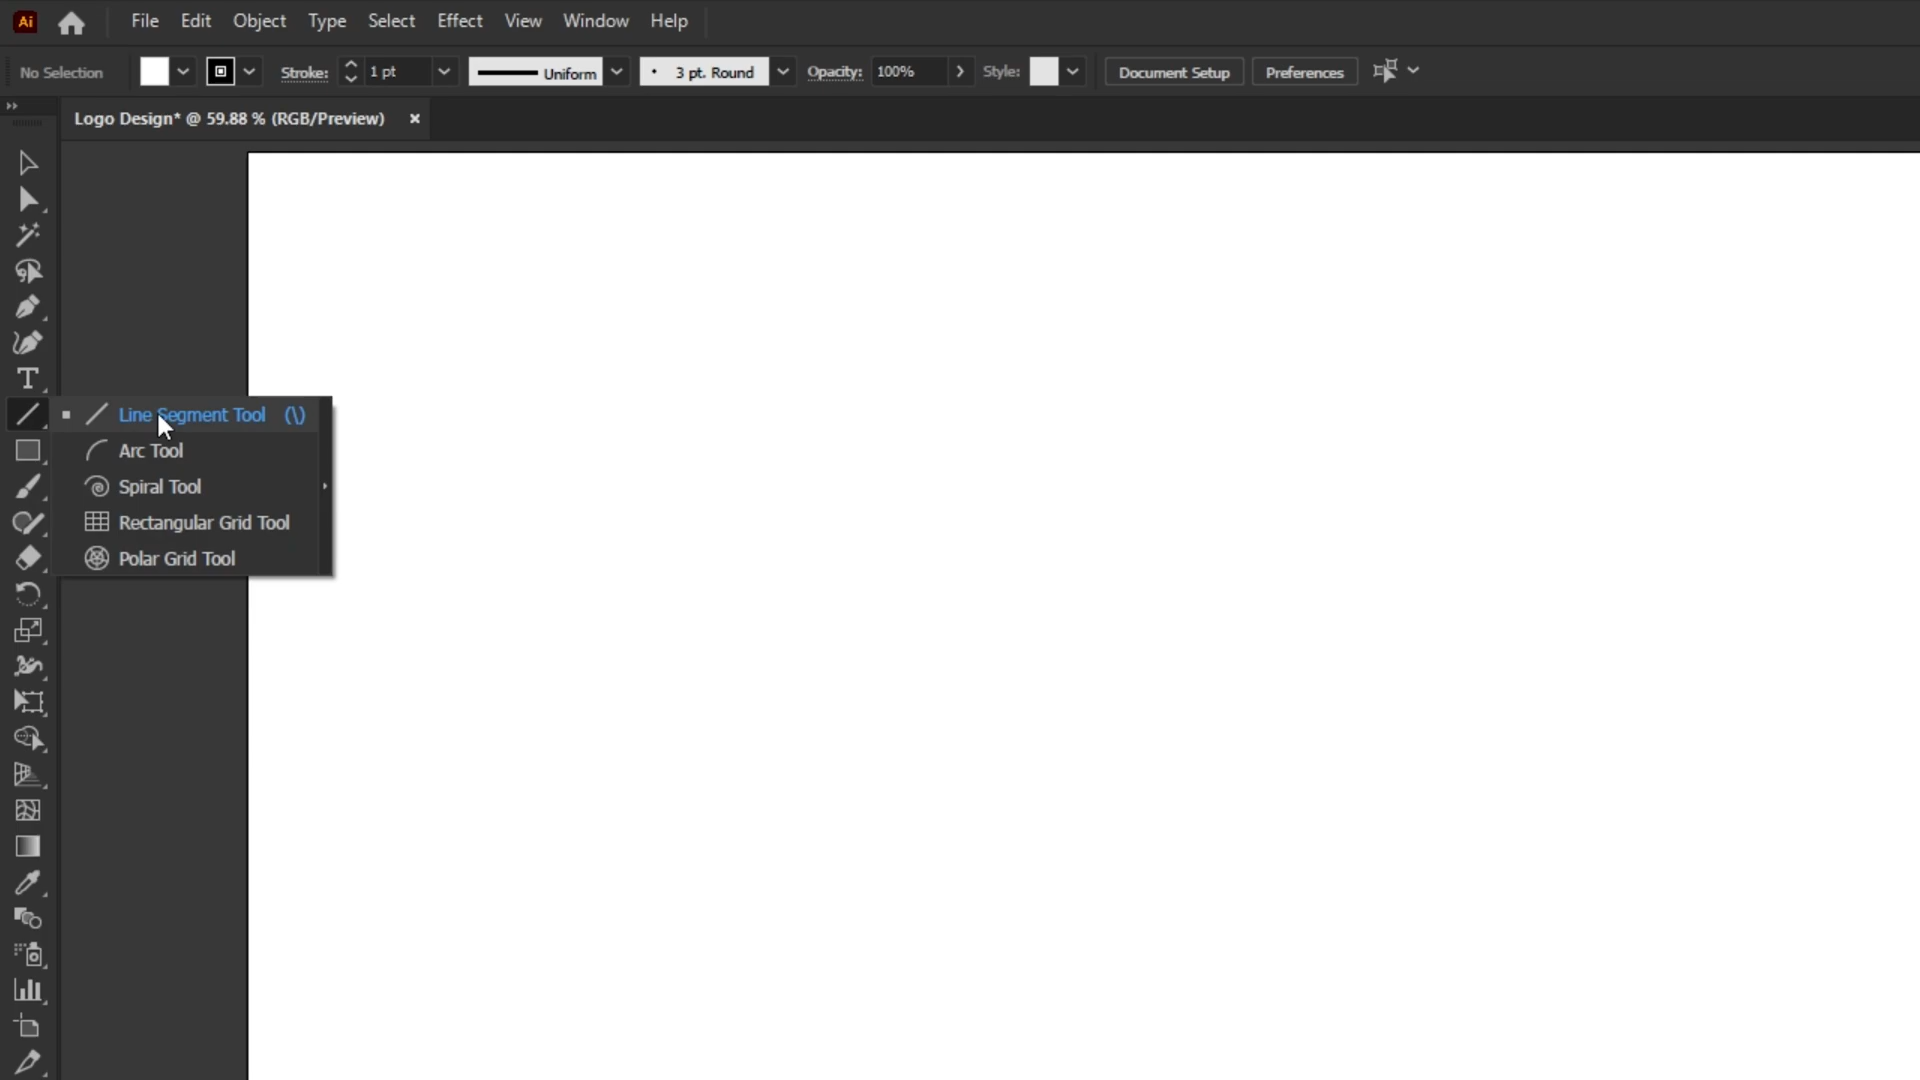 Ai File Edit Object Type Select Effect View Window Help
No Selection Stroke: 1 pt Uniform 3 pt. Round Opacity: 100% Style: Document Setup Preferences
Logo Design* @ 59.88 % (RGB/Preview) ×
Line Segment Tool (\)
Arc Tool
Spiral Tool
Rectangular Grid Tool
Polar Grid Tool